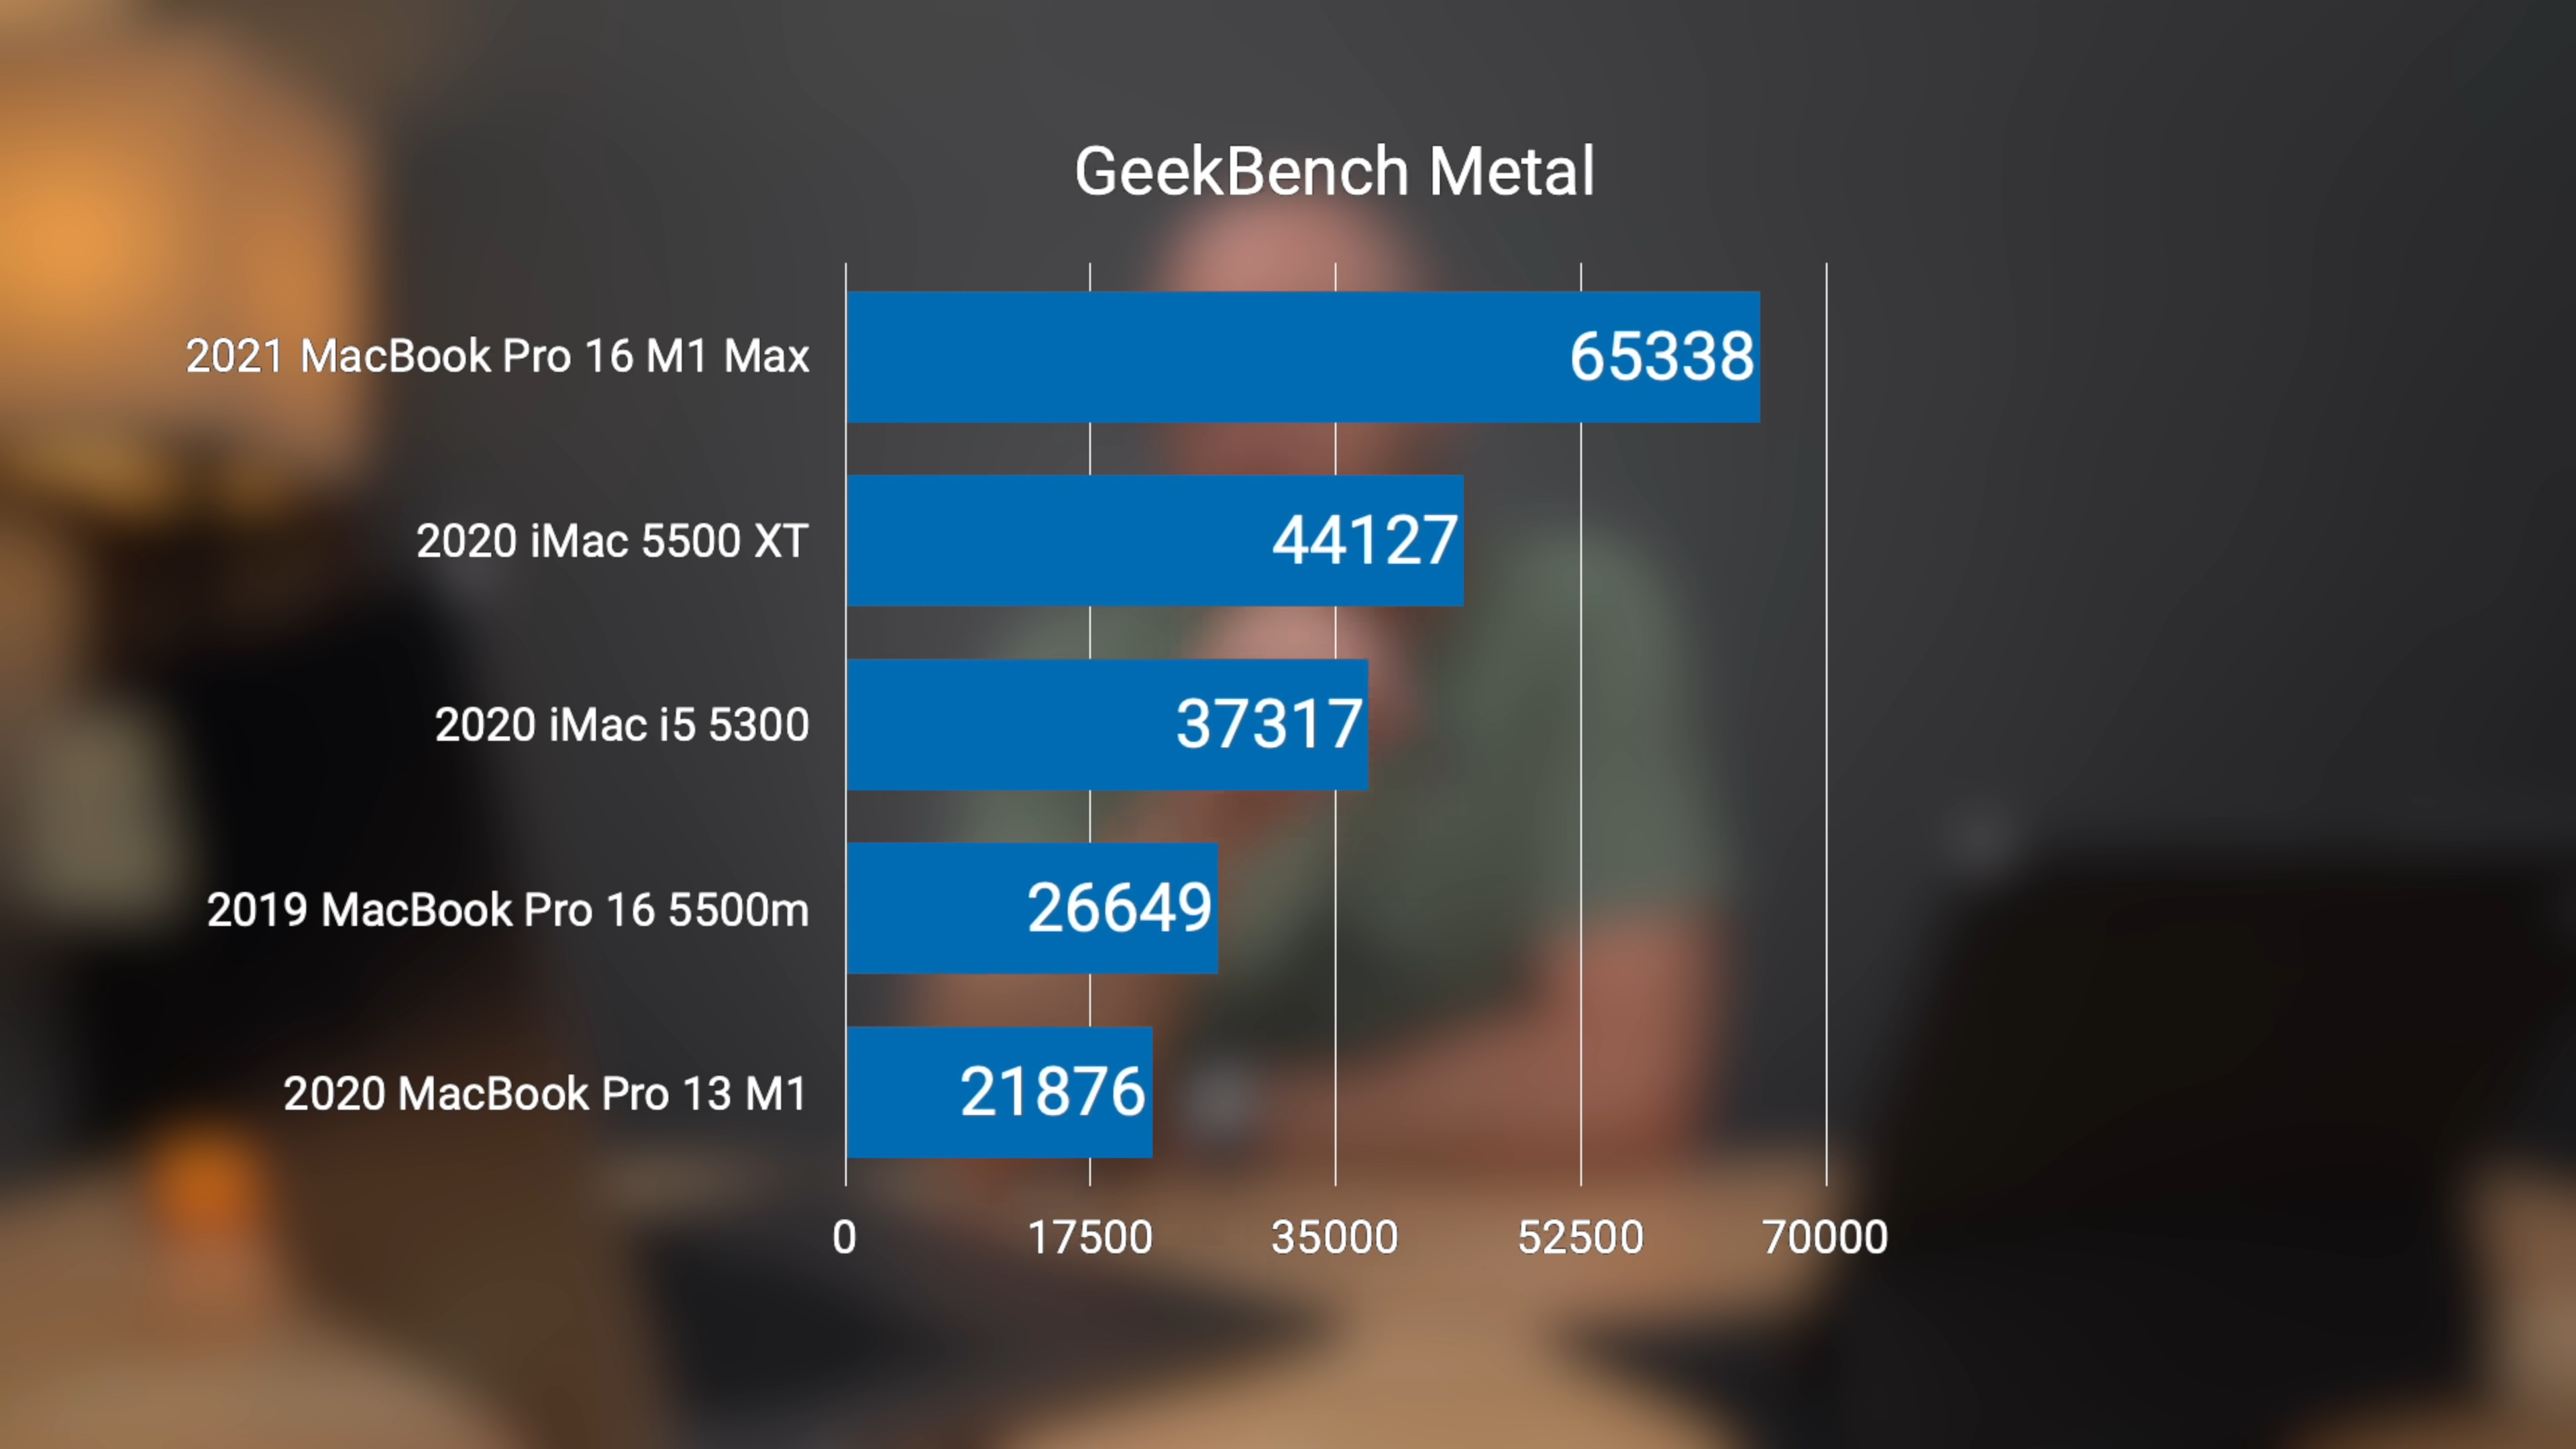 GeekBench Metal
2021 MacBook Pro 16 M1 Max
65338
2020 iMac 5500 XT
44127
2020 iMac i5 5300
37317
2019 MacBook Pro 16 5500m
26649
2020 MacBook Pro 13 M1
21876
0 17500 35000 52500 70000